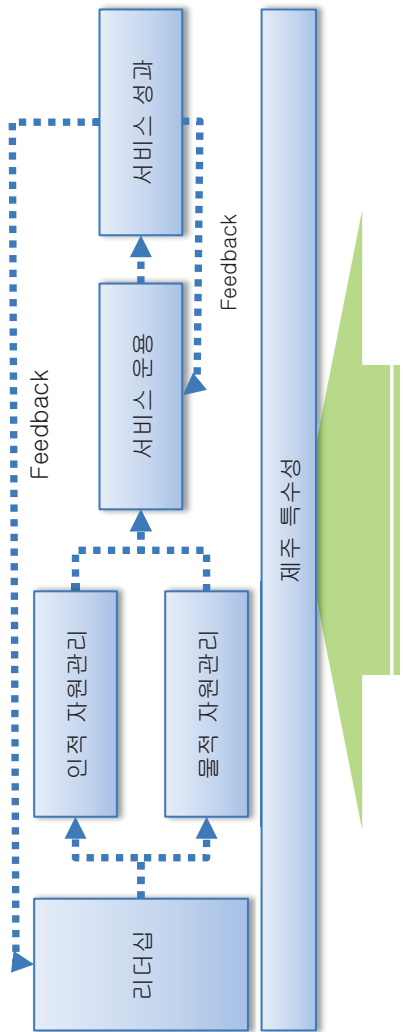 Feedback
리더십
인적 자원관리
물적 자원관리
서비스 운용
서비스 성과
Feedback
제주 특수성